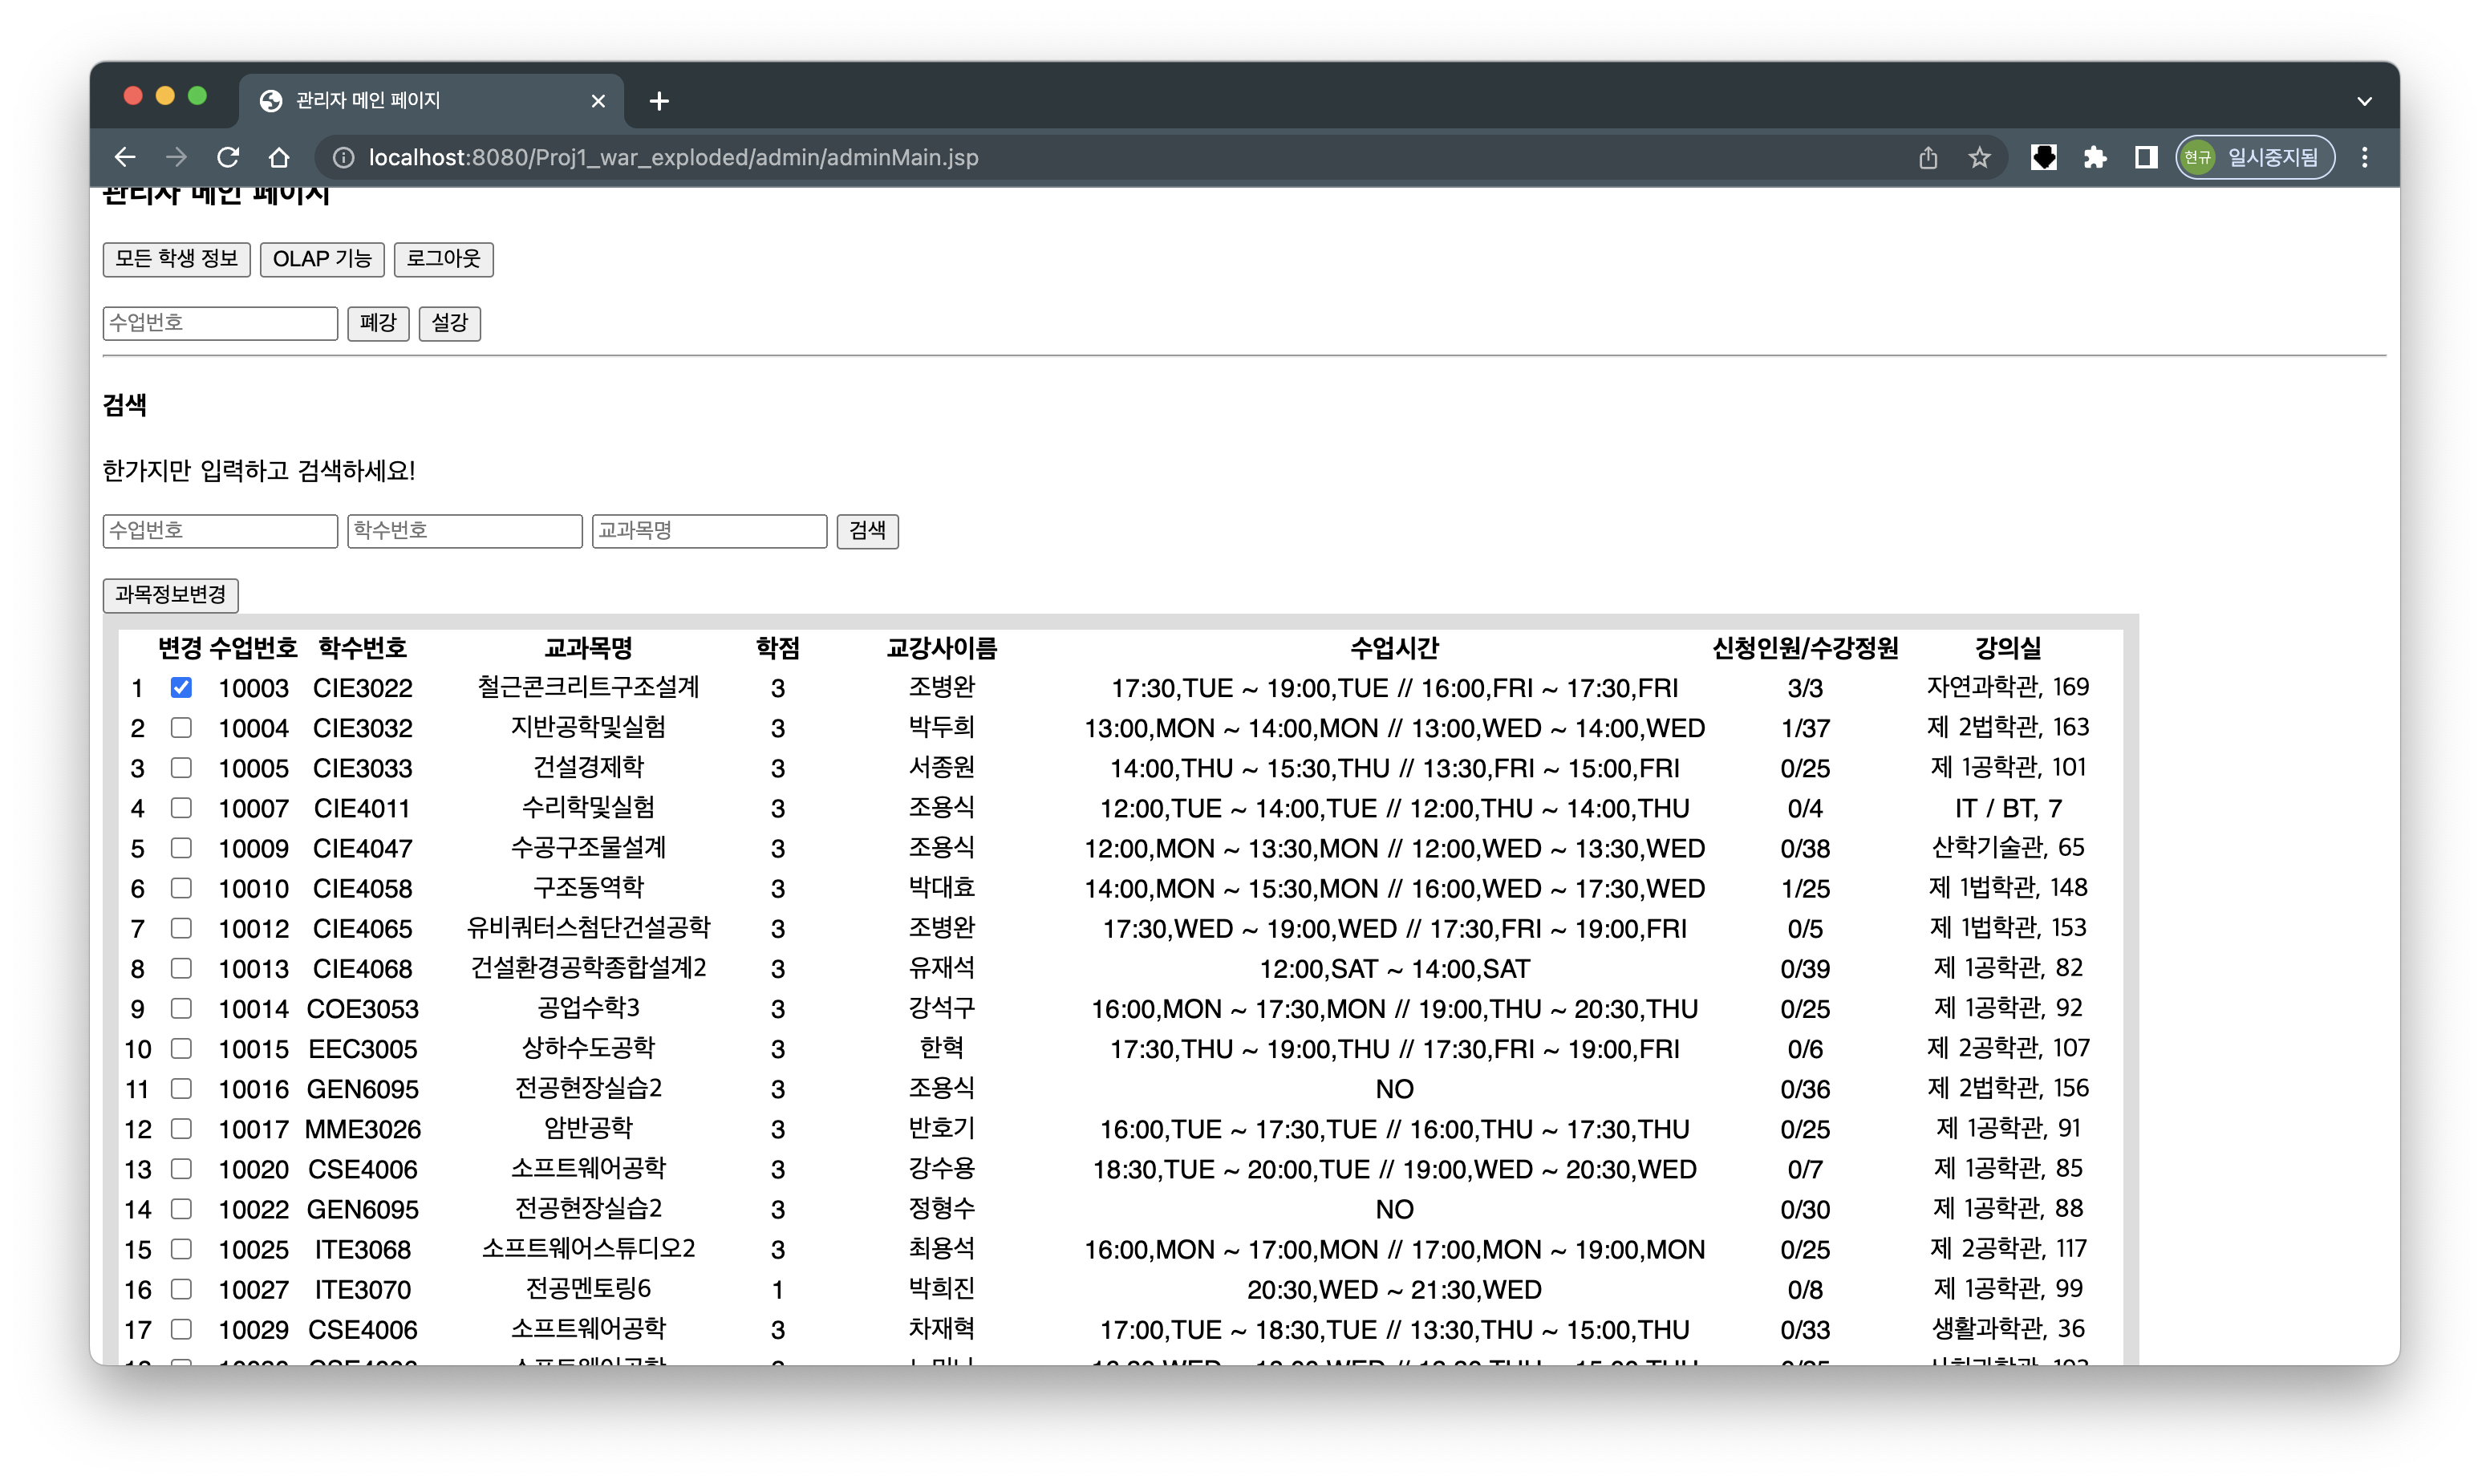 관리자 메인 페이지
localhost:8080/Proj1_war_exploded/admin/adminMain.jsp 현규 일시중지됨
관리자 메인 페이지
모든 학생 정보 OLAP 기능 로그아웃
수업번호 폐강 설강
검색
한가지만 입력하고 검색하세요!
수업번호 학수번호 교과목명 검색
과목정보변경
변경 수업번호 학수번호 교과목명 학점 교강사이름 수업시간 신청인원/수강정원 강의실
1 10003 CIE3022 철근콘크리트구조설계 3 조병완 17:30,TUE ~ 19:00,TUE // 16:00,FRI ~ 17:30,FRI 3/3 자연과학관, 169
2 10004 CIE3032 지반공학및실험 3 박두희 13:00,MON ~ 14:00,MON // 13:00,WED ~ 14:00,WED 1/37 제 2법학관, 163
3 10005 CIE3033 건설경제학 3 서종원 14:00,THU ~ 15:30,THU // 13:30,FRI ~ 15:00,FRI 0/25 제 1공학관, 101
4 10007 CIE4011 수리학및실험 3 조용식 12:00,TUE ~ 14:00,TUE // 12:00,THU ~ 14:00,THU 0/4 IT / BT, 7
5 10009 CIE4047 수공구조물설계 3 조용식 12:00,MON ~ 13:30,MON // 12:00,WED ~ 13:30,WED 0/38 산학기술관, 65
6 10010 CIE4058 구조동역학 3 박대효 14:00,MON ~ 15:30,MON // 16:00,WED ~ 17:30,WED 1/25 제 1법학관, 148
7 10012 CIE4065 유비쿼터스첨단건설공학 3 조병완 17:30,WED ~ 19:00,WED // 17:30,FRI ~ 19:00,FRI 0/5 제 1법학관, 153
8 10013 CIE4068 건설환경공학종합설계2 3 유재석 12:00,SAT ~ 14:00,SAT 0/39 제 1공학관, 82
9 10014 COE3053 공업수학3 3 강석구 16:00,MON ~ 17:30,MON // 19:00,THU ~ 20:30,THU 0/25 제 1공학관, 92
10 10015 EEC3005 상하수도공학 3 한혁 17:30,THU ~ 19:00,THU // 17:30,FRI ~ 19:00,FRI 0/6 제 2공학관, 107
11 10016 GEN6095 전공현장실습2 3 조용식 NO 0/36 제 2법학관, 156
12 10017 MME3026 암반공학 3 반호기 16:00,TUE ~ 17:30,TUE // 16:00,THU ~ 17:30,THU 0/25 제 1공학관, 91
13 10020 CSE4006 소프트웨어공학 3 강수용 18:30,TUE ~ 20:00,TUE // 19:00,WED ~ 20:30,WED 0/7 제 1공학관, 85
14 10022 GEN6095 전공현장실습2 3 정형수 NO 0/30 제 1공학관, 88
15 10025 ITE3068 소프트웨어스튜디오2 3 최용석 16:00,MON ~ 17:00,MON // 17:00,MON ~ 19:00,MON 0/25 제 2공학관, 117
16 10027 ITE3070 전공멘토링6 1 박희진 20:30,WED ~ 21:30,WED 0/8 제 1공학관, 99
17 10029 CSE4006 소프트웨어공학 3 차재혁 17:00,TUE ~ 18:30,TUE // 13:30,THU ~ 15:00,THU 0/33 생활과학관, 36